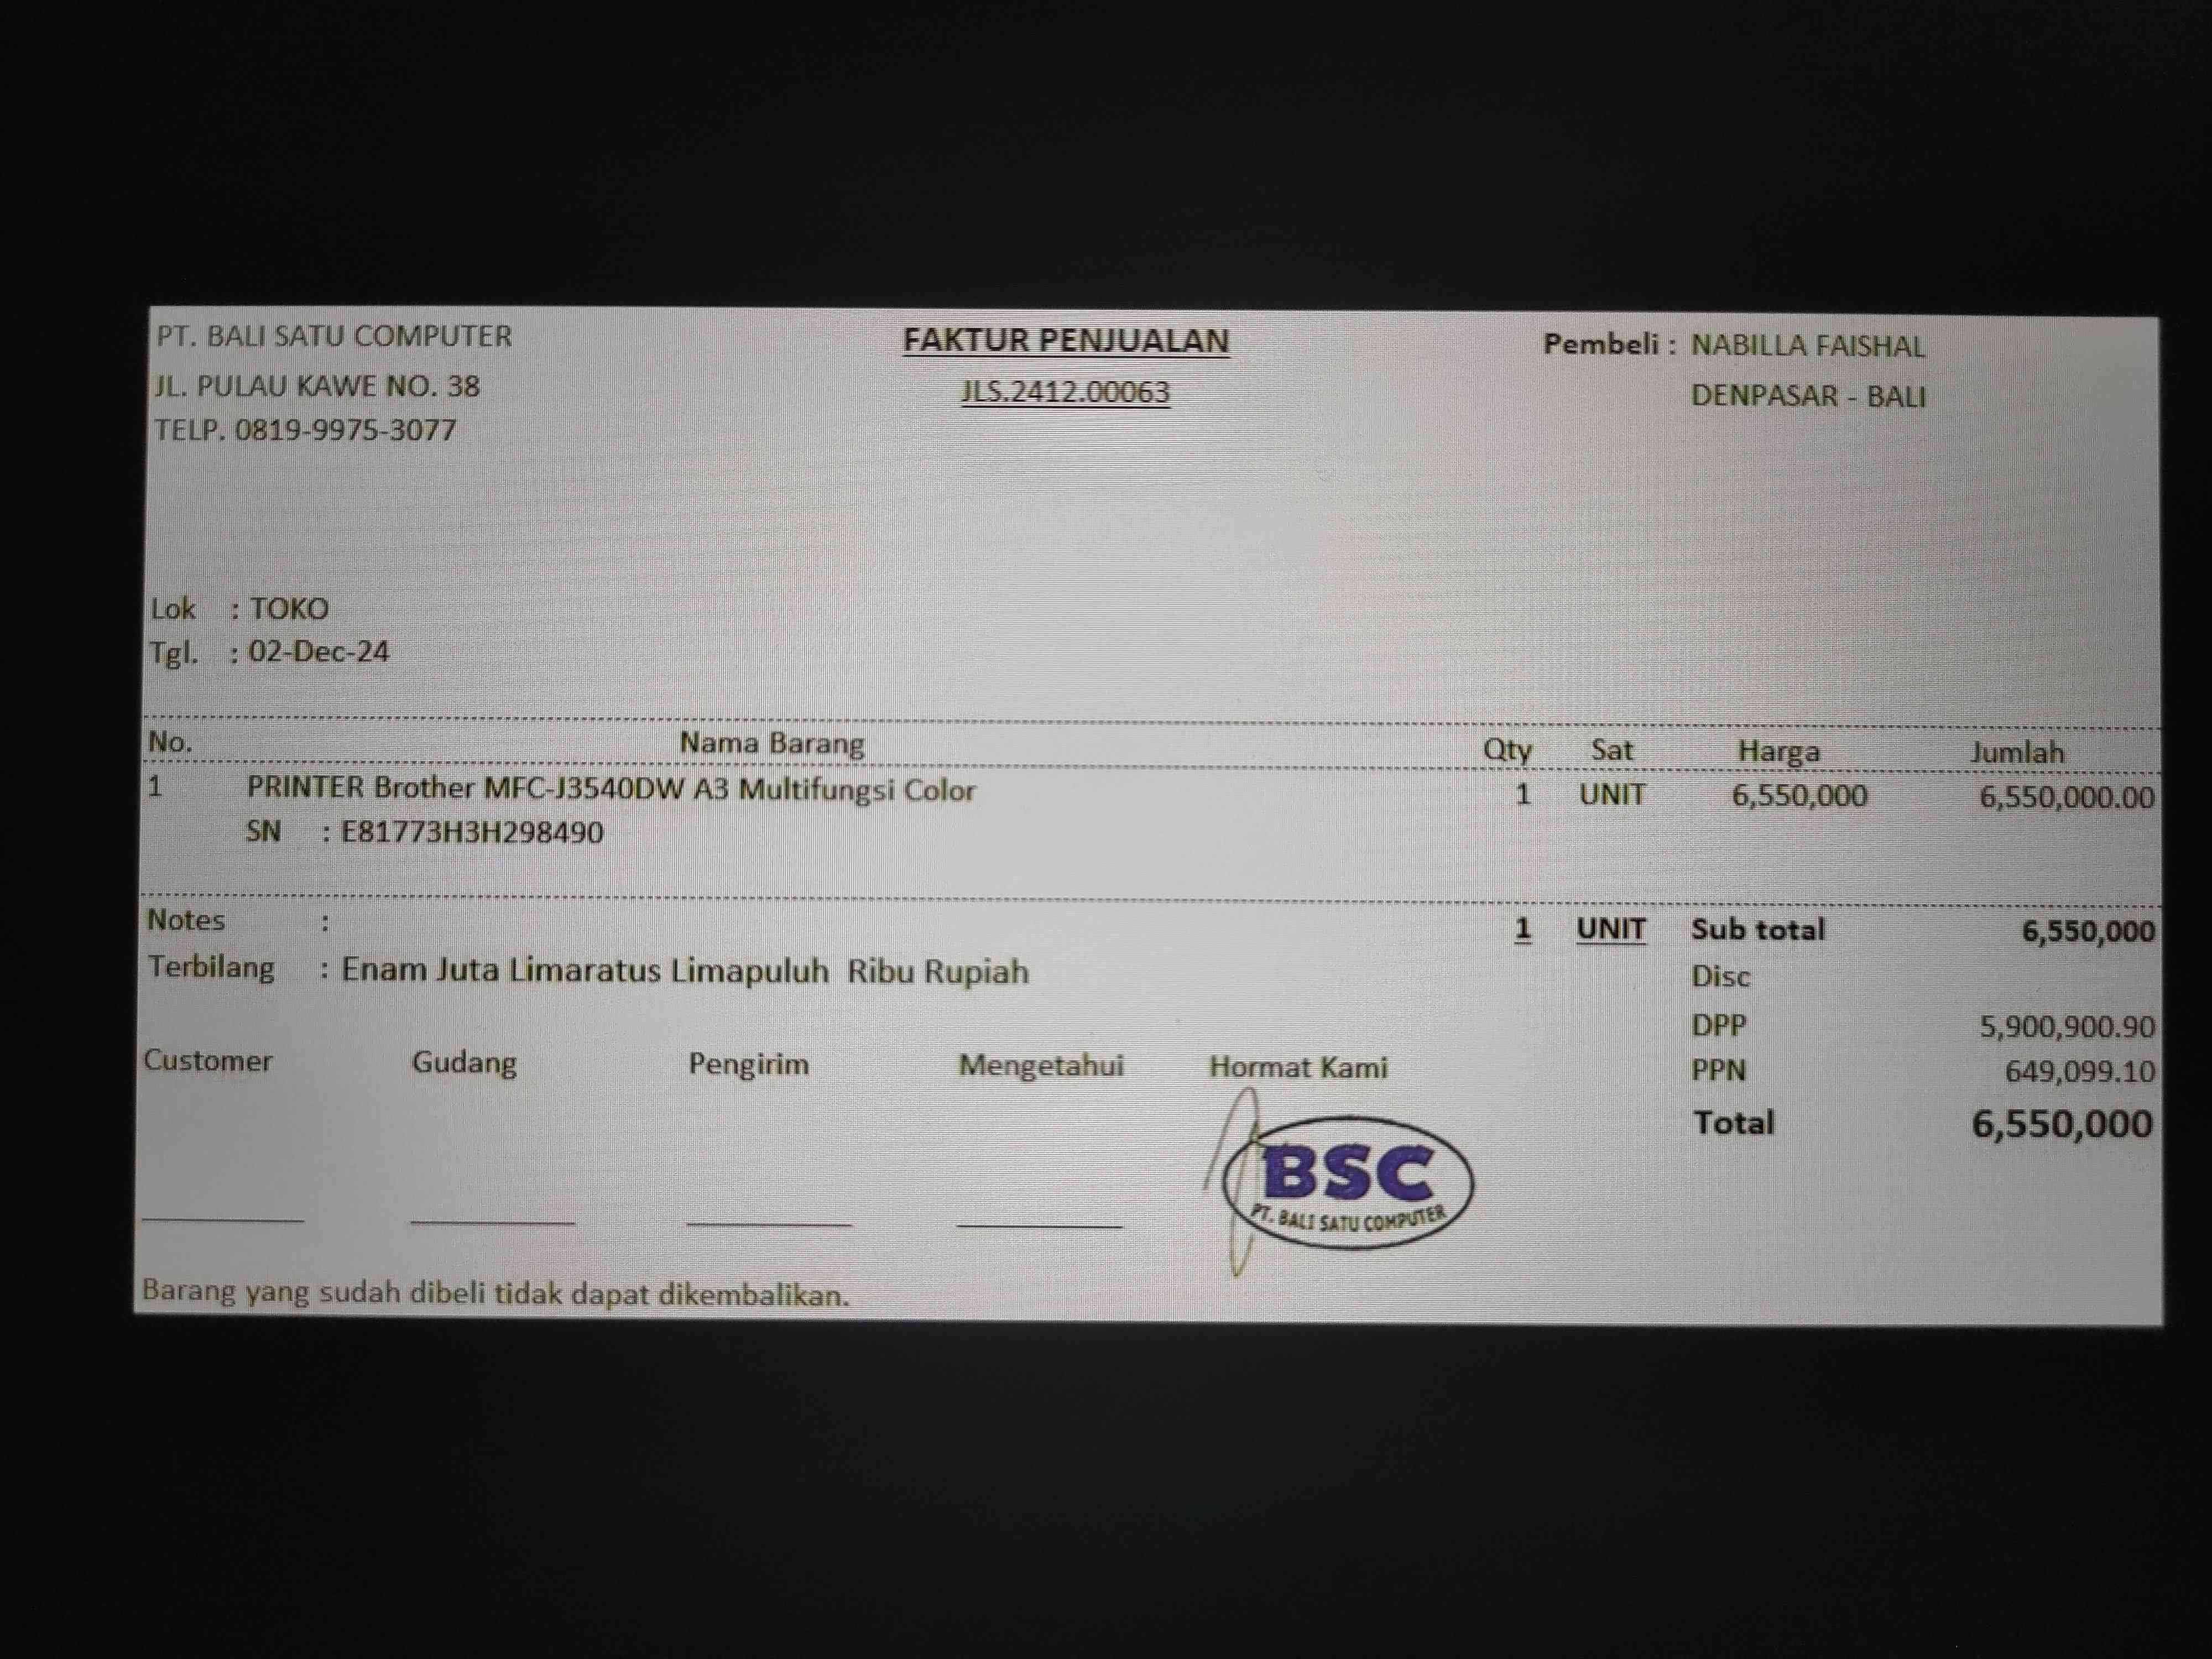 PT. BALI SATU COMPUTER
JL. PULAU KAWE NO. 38
TELP. 0819-9975-3077
FAKTUR PENJUALAN
JLS.2412.00063
Pembeli : NABILLA FAISHAL
DENPASAR - BALI
Lok : TOKO
Tgl. : 02-Dec-24
No. Nama Barang Qty Sat Harga Jumlah
1 PRINTER Brother MFC-J3540DW A3 Multifungsi Color 1 UNIT 6,550,000 6,550,000.00
SN : E81773H3H298490
Notes : 1 UNIT Sub total 6,550,000
Terbilang : Enam Juta Limaratus Limapuluh Ribu Rupiah
Disc
DPP 5,900,900.90
PPN 649,099.10
Total 6,550,000
Customer Gudang Pengirim Mengetahui Hormat Kami
BSC
PT. BALI SATU COMPUTER
Barang yang sudah dibeli tidak dapat dikembalikan.